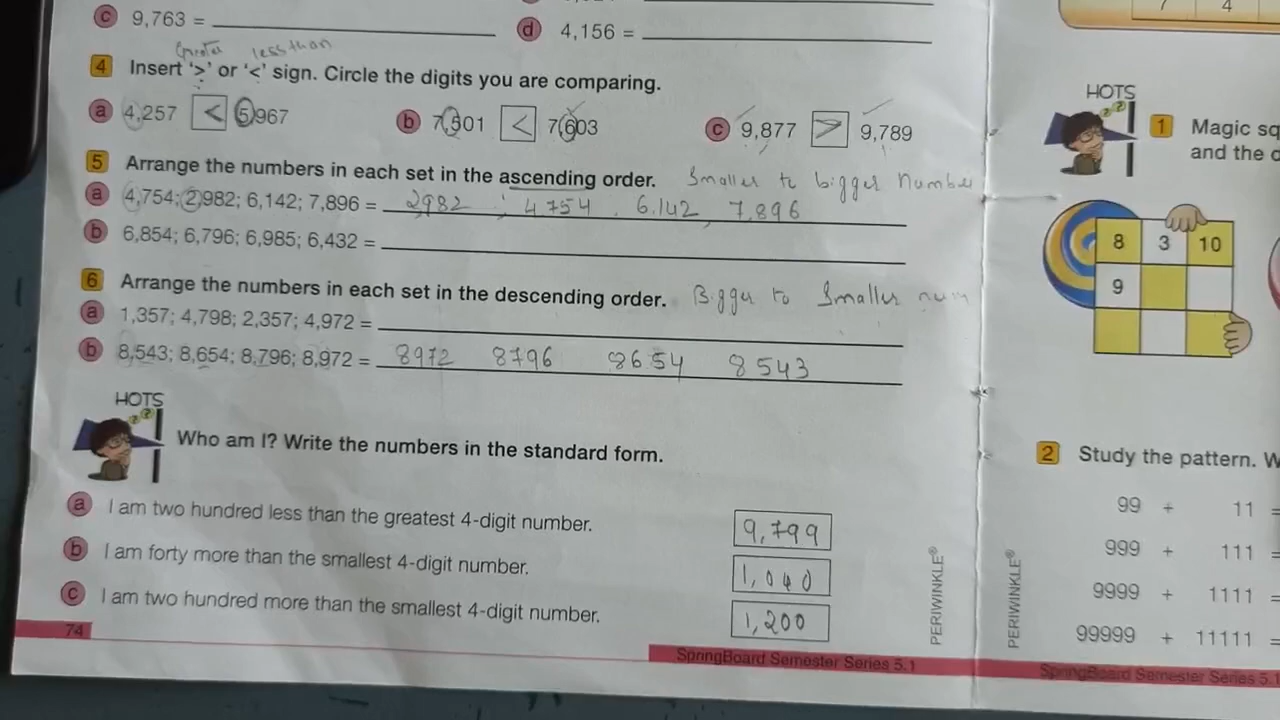 c 9,763 =
d 4,156 =
Greater less than
4 Insert '>' or '<' sign. Circle the digits you are comparing.
a 4,257 < 5,967
b 7,501 < 7,603
c 9,877 > 9,789
5 Arrange the numbers in each set in the ascending order. Smaller to bigger Number
a 4,754; 2,982; 6,142; 7,896 = 2982 ; 4754 . 6.142, 7,896
b 6,854; 6,796; 6,985; 6,432 =
6 Arrange the numbers in each set in the descending order. Bigger to Smaller num
a 1,357; 4,798; 2,357; 4,972 =
b 8,543; 8,654; 8,796; 8,972 = 8972 8796 8654 8543
HOTS
Who am I? Write the numbers in the standard form.
a I am two hundred less than the greatest 4-digit number. 9,799
b I am forty more than the smallest 4-digit number. 1,040
c I am two hundred more than the smallest 4-digit number. 1,200
74
SpringBoard Semester Series 5.1
PERIWINKLE®
4
HOTS
1 Magic sq
and the
8 3 10
9
2 Study the pattern. W
99 + 11 =
999 + 111 =
9999 + 1111 =
99999 + 11111 =
PERIWINKLE®
SpringBoard Semester Series 5.1